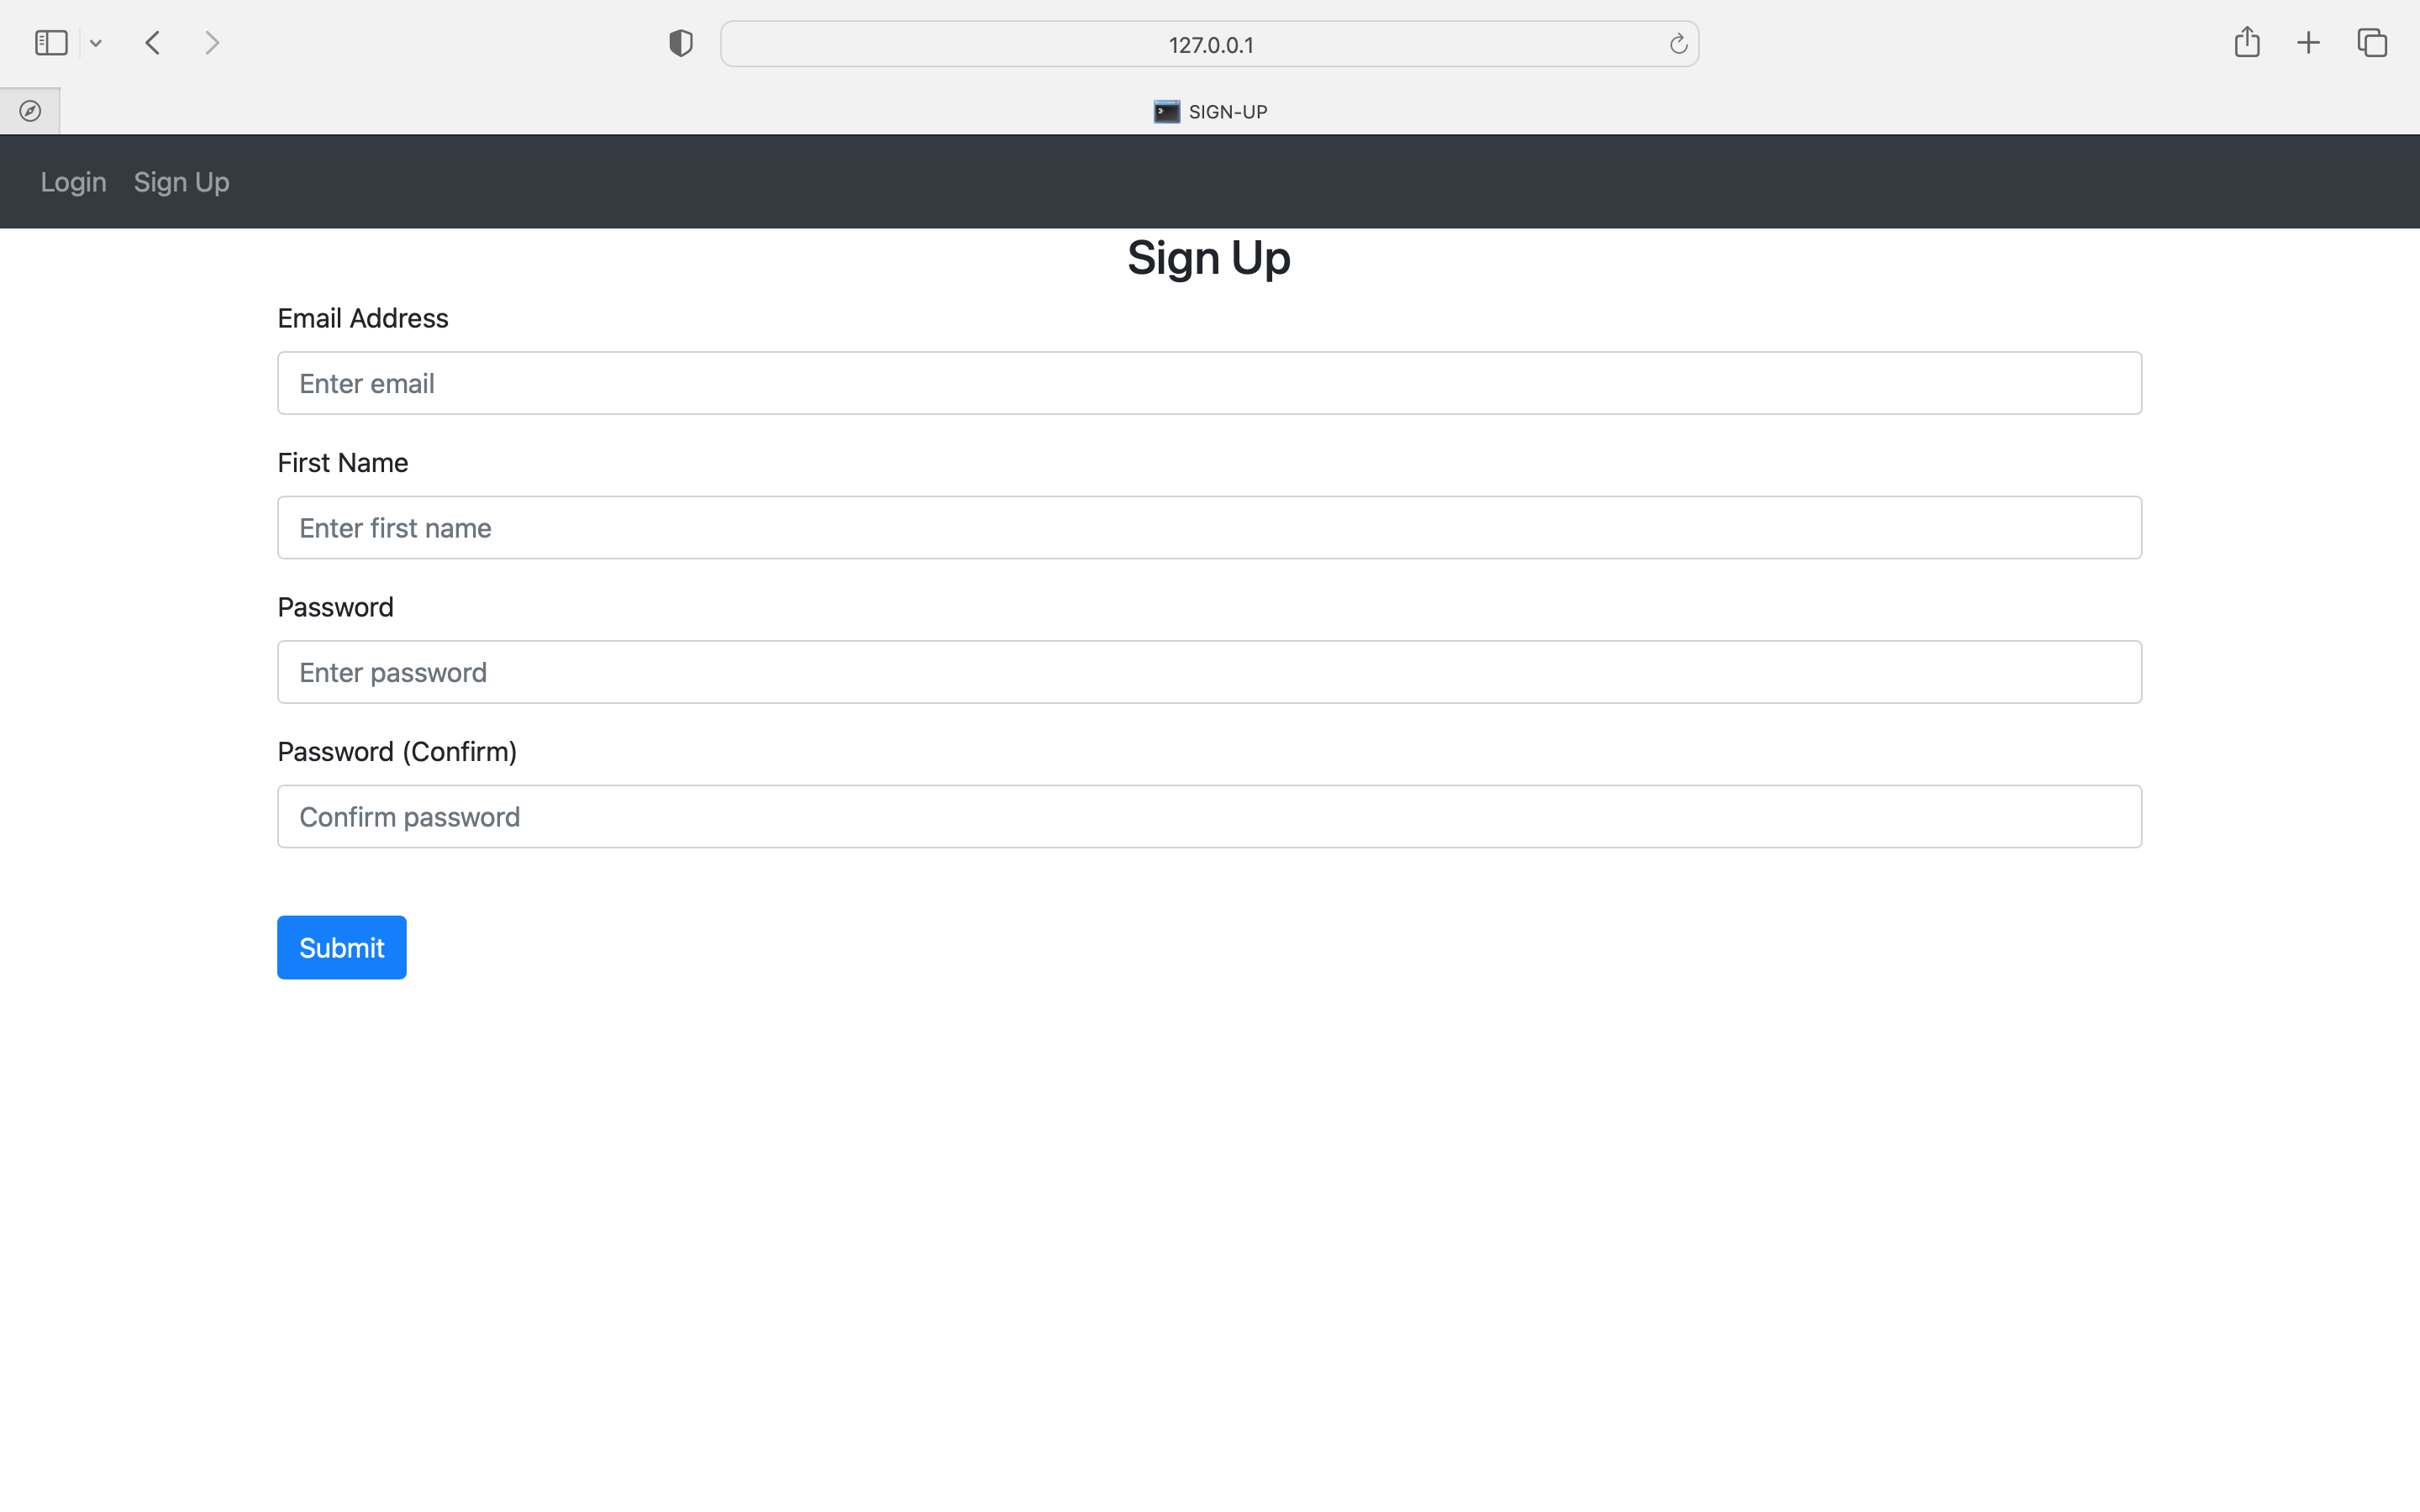 127.0.0.1
SIGN-UP
Login Sign Up
Sign Up
Email Address
Enter email
First Name
Enter first name
Password
Enter password
Password (Confirm)
Confirm password
Submit